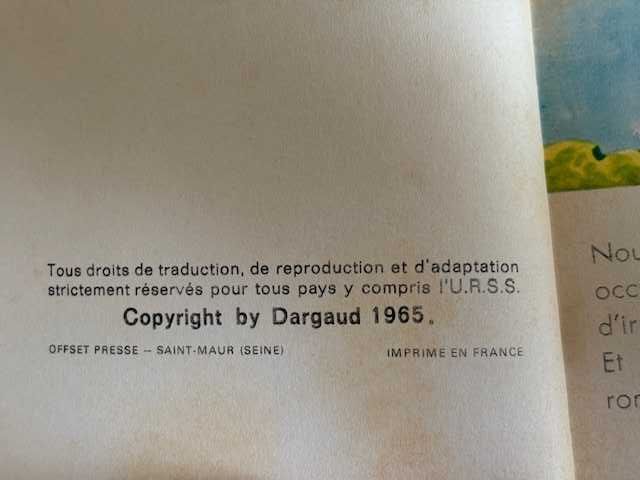 Tous droits de traduction, de reproduction et d'adaptation
strictement réservés pour tous pays y compris l'U.R.S.S.
Copyright by Dargaud 1965.
OFFSET PRESSE – SAINT-MAUR (SEINE) IMPRIME EN FRANCE
Et